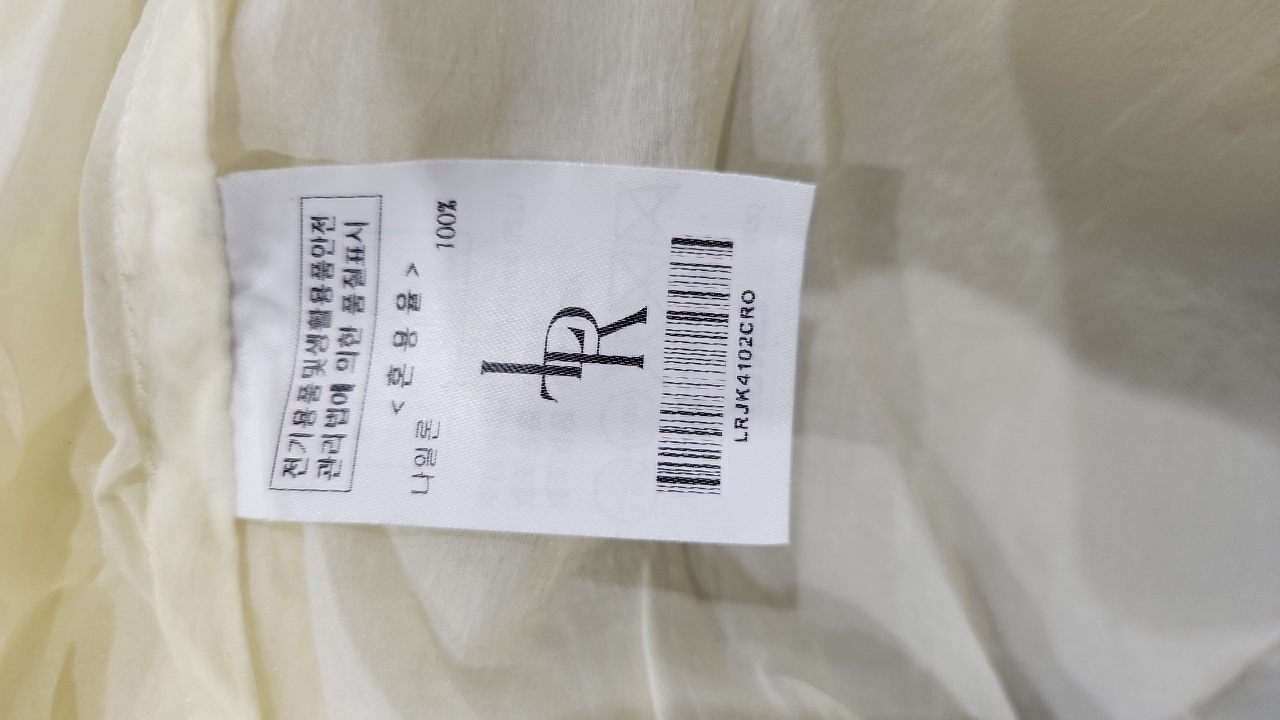 전기용품및생활용품안전
관리법에 의한 품질표시
< 혼 용 율 >
나일론 100%
LR
LRJK4102CRO